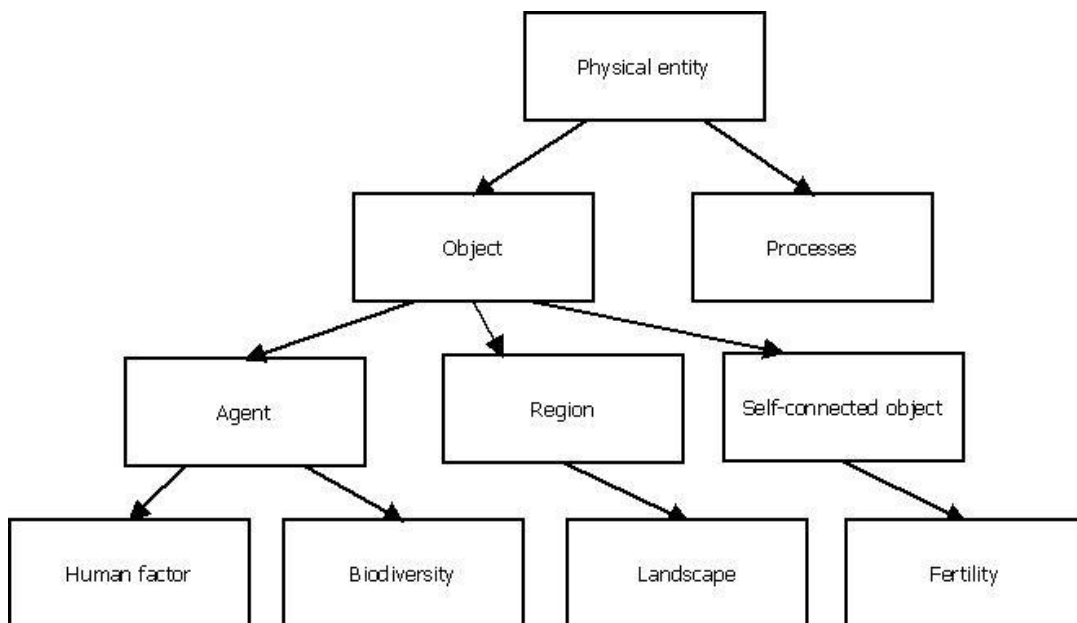 Physical entity
Object
Processes
Agent
Region
Self-connected object
Human factor
Biodiversity
Landscape
Fertility